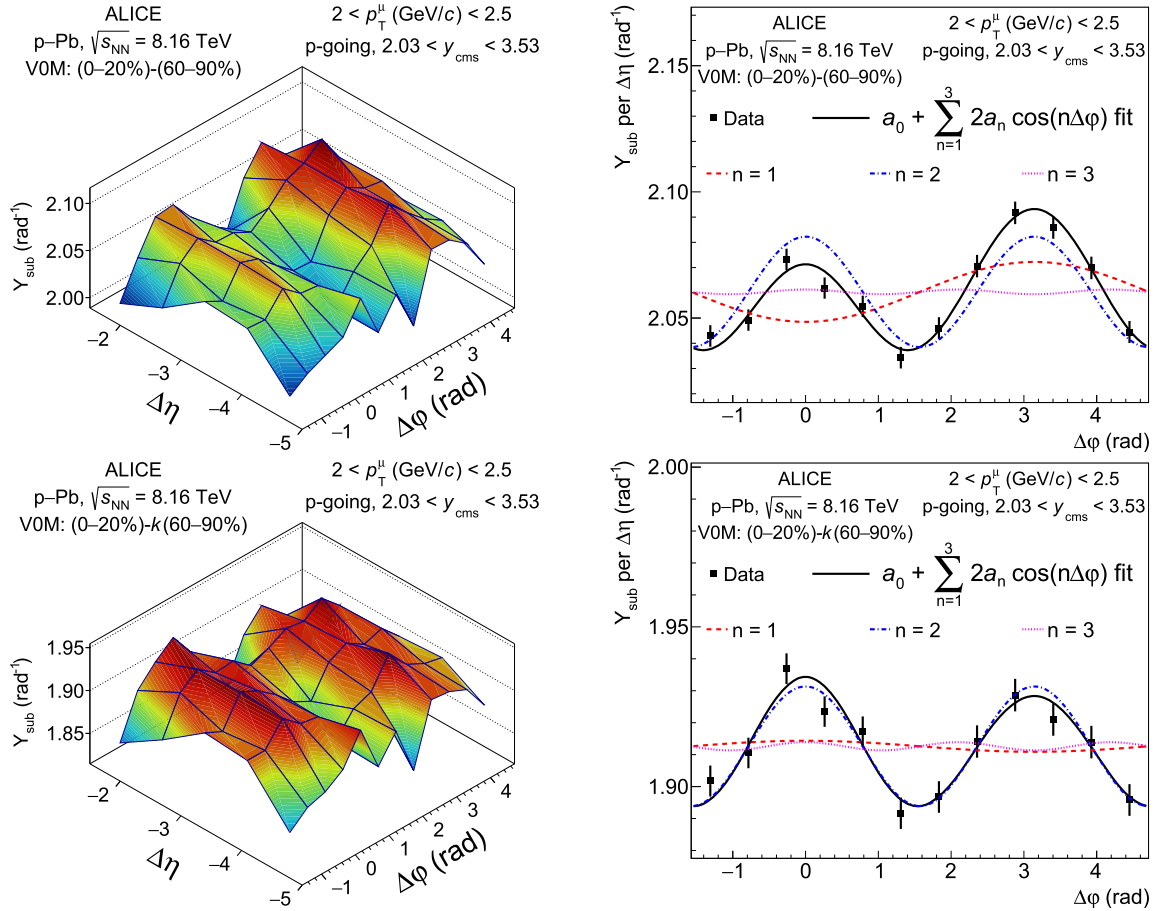 ALICE
p–Pb, √sNN = 8.16 TeV
V0M: (0–20%)-(60–90%)
2 < pTμ (GeV/c) < 2.5
p-going, 2.03 < ycms < 3.53
Ysub (rad-1)
2.10
2.05
2.00
−2
−3
−4
−5
Δη
−1
0
1
2
3
4
Δφ (rad)
ALICE
p–Pb, √sNN = 8.16 TeV
V0M: (0–20%)-(60–90%)
2 < pTμ (GeV/c) < 2.5
p-going, 2.03 < ycms < 3.53
Data
a0 + ∑n=13 2an cos(nΔφ) fit
n = 1
n = 2
n = 3
Ysub per Δη (rad-1)
2.15
2.10
2.05
−1
0
1
2
3
4
Δφ (rad)
ALICE
p–Pb, √sNN = 8.16 TeV
V0M: (0–20%)-k(60–90%)
2 < pTμ (GeV/c) < 2.5
p-going, 2.03 < ycms < 3.53
Ysub (rad-1)
1.95
1.90
1.85
−2
−3
−4
−5
Δη
−1
0
1
2
3
4
Δφ (rad)
ALICE
p–Pb, √sNN = 8.16 TeV
V0M: (0–20%)-k(60–90%)
2 < pTμ (GeV/c) < 2.5
p-going, 2.03 < ycms < 3.53
Data
a0 + ∑n=13 2an cos(nΔφ) fit
n = 1
n = 2
n = 3
Ysub per Δη (rad-1)
2.00
1.95
1.90
−1
0
1
2
3
4
Δφ (rad)